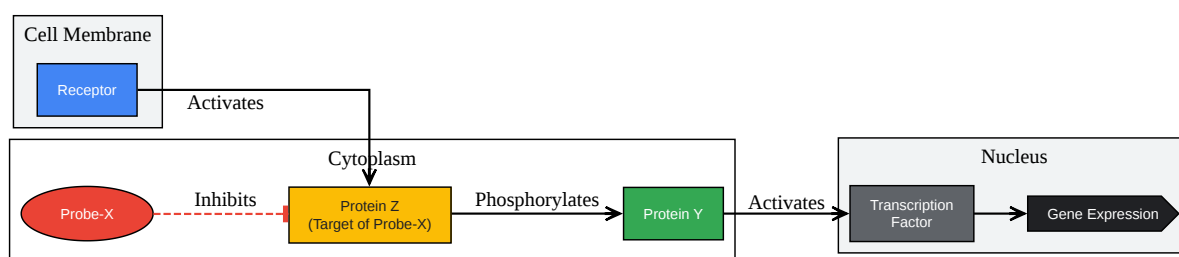 Cell Membrane
Receptor
Activates
Cytoplasm
Nucleus
Probe-X
Inhibits
Protein Z
(Target of Probe-X)
Phosphorylates
Protein Y
Activates
Transcription
Factor
Gene Expression